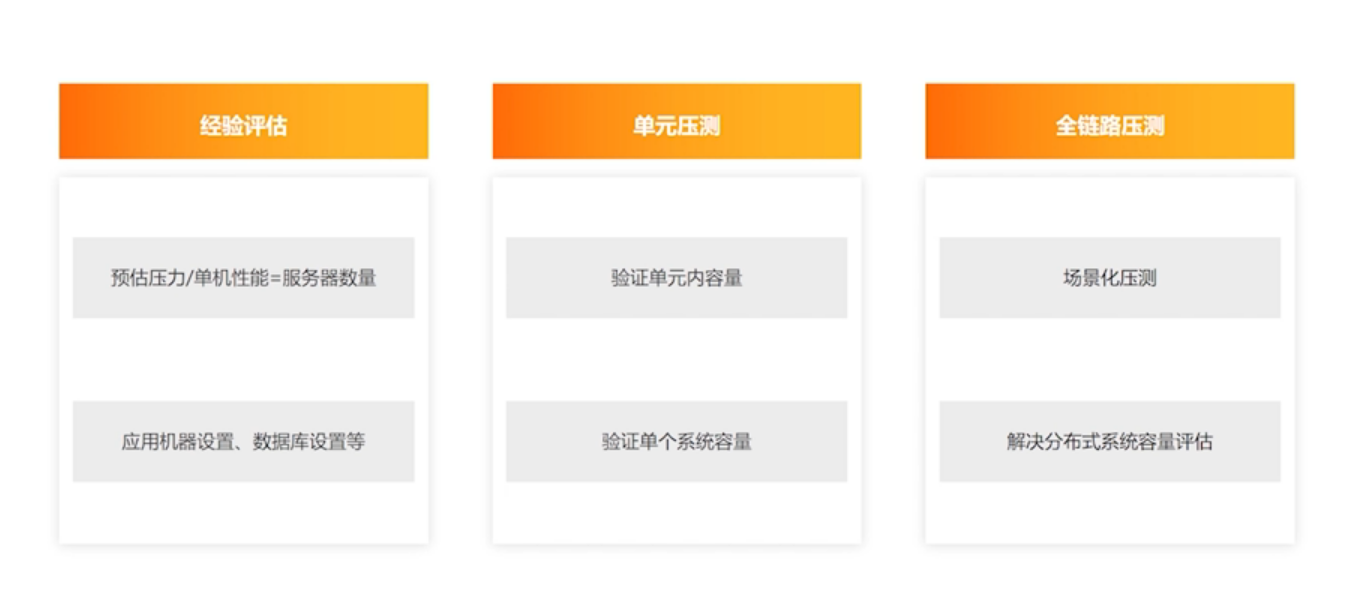 经验评估
预估压力/单机性能=服务器数量
应用机器设置、数据库设置等
单元压测
验证单元内容量
验证单个系统容量
全链路压测
场景化压测
解决分布式系统容量评估